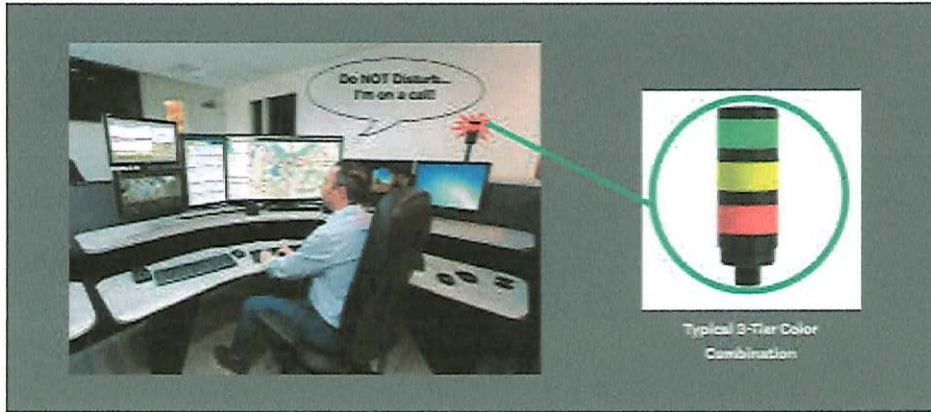 Do NOT Disturb...
I'm on a call!
Typical 3-Tier Color
Combination